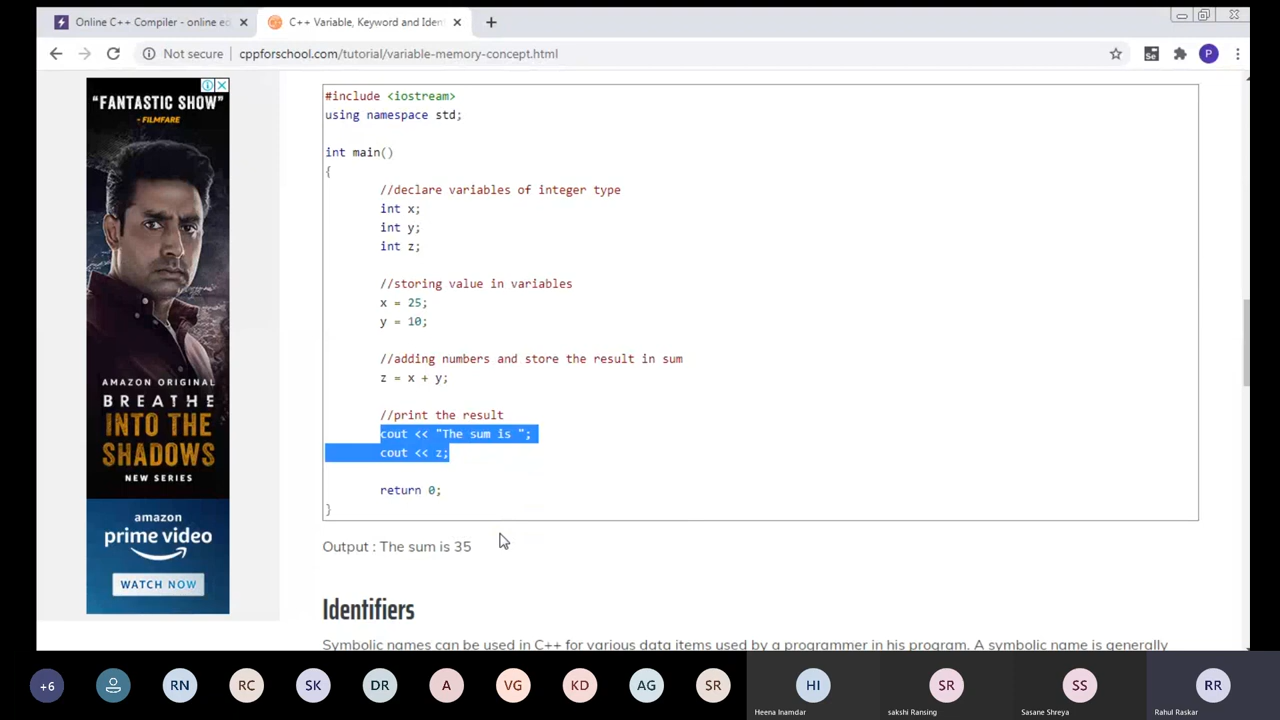 Online C++ Compiler - online ed
C++ Variable, Keyword and Iden
Not secure
cppforschool.com/tutorial/variable-memory-concept.html
Se
P
“FANTASTIC SHOW”
- FILMFARE
AMAZON ORIGINAL
BREATHE
INTO THE
SHADOWS
NEW SERIES
amazon
prime video
WATCH NOW
#include <iostream>
using namespace std;
int main()
{
//declare variables of integer type
int x;
int y;
int z;
//storing value in variables
x = 25;
y = 10;
//adding numbers and store the result in sum
z = x + y;
//print the result
cout << "The sum is ";
cout << z;
return 0;
}
Output : The sum is 35
Identifiers
Symbolic names can be used in C++ for various data items used by a programmer in his program. A symbolic name is generally
+6
RN
RC
SK
DR
A
VG
KD
AG
SR
HI
SR
SS
RR
Heena Inamdar
sakshi Ransing
Sasane Shreya
Rahul Raskar